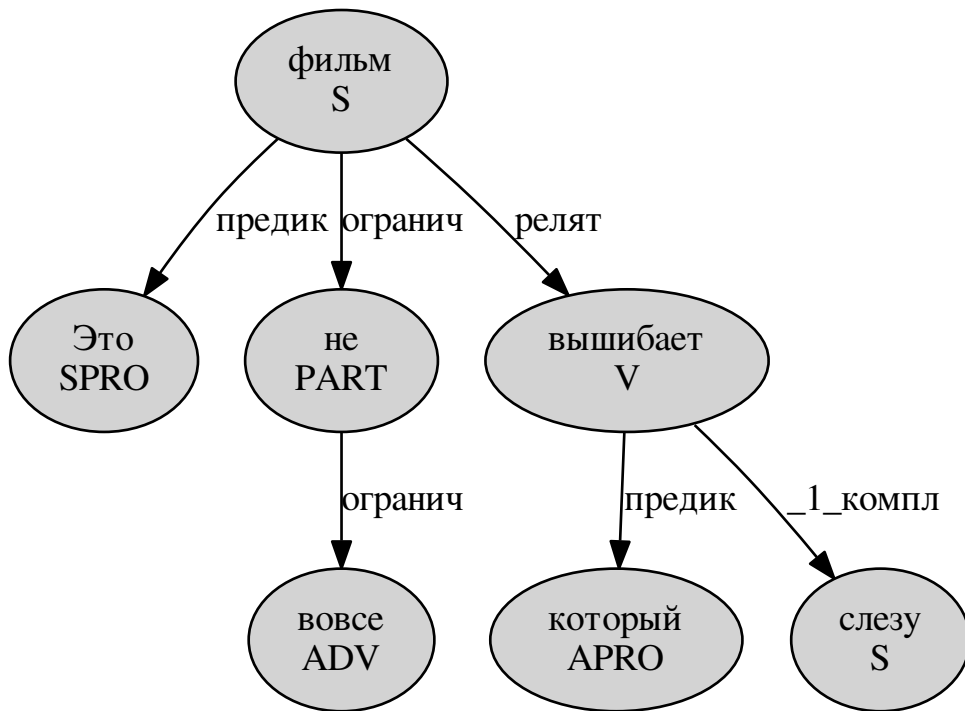 фильм
S
предик
огранич
релят
Это
SPRO
не
PART
вышибает
V
огранич
предик
_1_компл
вовсе
ADV
который
APRO
слезу
S